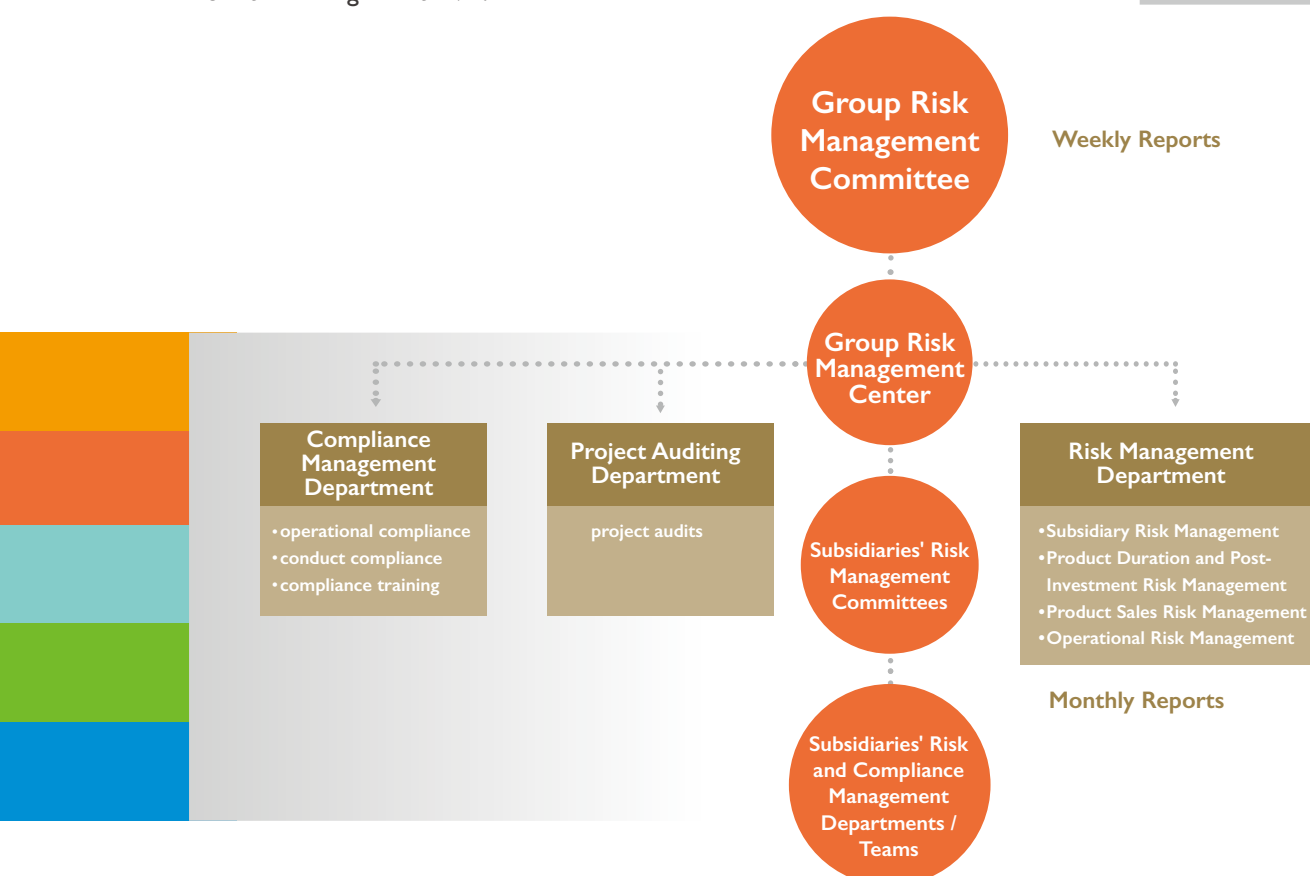 Group Risk
Management
Committee
Weekly Reports
Group Risk
Management
Center
Compliance
Management
Department
•operational compliance
•conduct compliance
•compliance training
Project Auditing
Department
project audits
Subsidiaries' Risk
Management
Committees
Risk Management
Department
•Subsidiary Risk Management
•Product Duration and Post-
Investment Risk Management
•Product Sales Risk Management
•Operational Risk Management
Monthly Reports
Subsidiaries' Risk
and Compliance
Management
Departments /
Teams